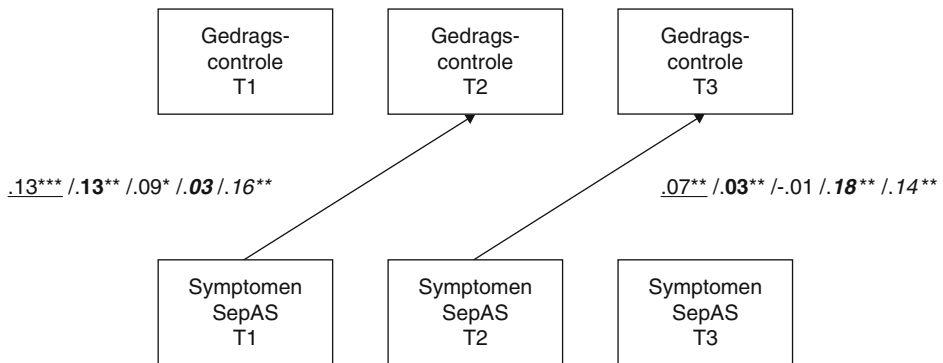 Gedrags-
controle
T1
Gedrags-
controle
T2
Gedrags-
controle
T3
.13*** /.13** /.09* /.03 /.16**
.07** /.03** /-.01 /.18** /.14**
Symptomen
SepAS
T1
Symptomen
SepAS
T2
Symptomen
SepAS
T3